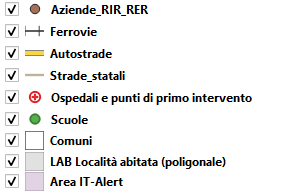 Aziende_RIR_RER
Ferrovie
Autostrade
Strade_statali
Ospedali e punti di primo intervento
Scuole
Comuni
LAB Località abitata (poligonale)
Area IT-Alert